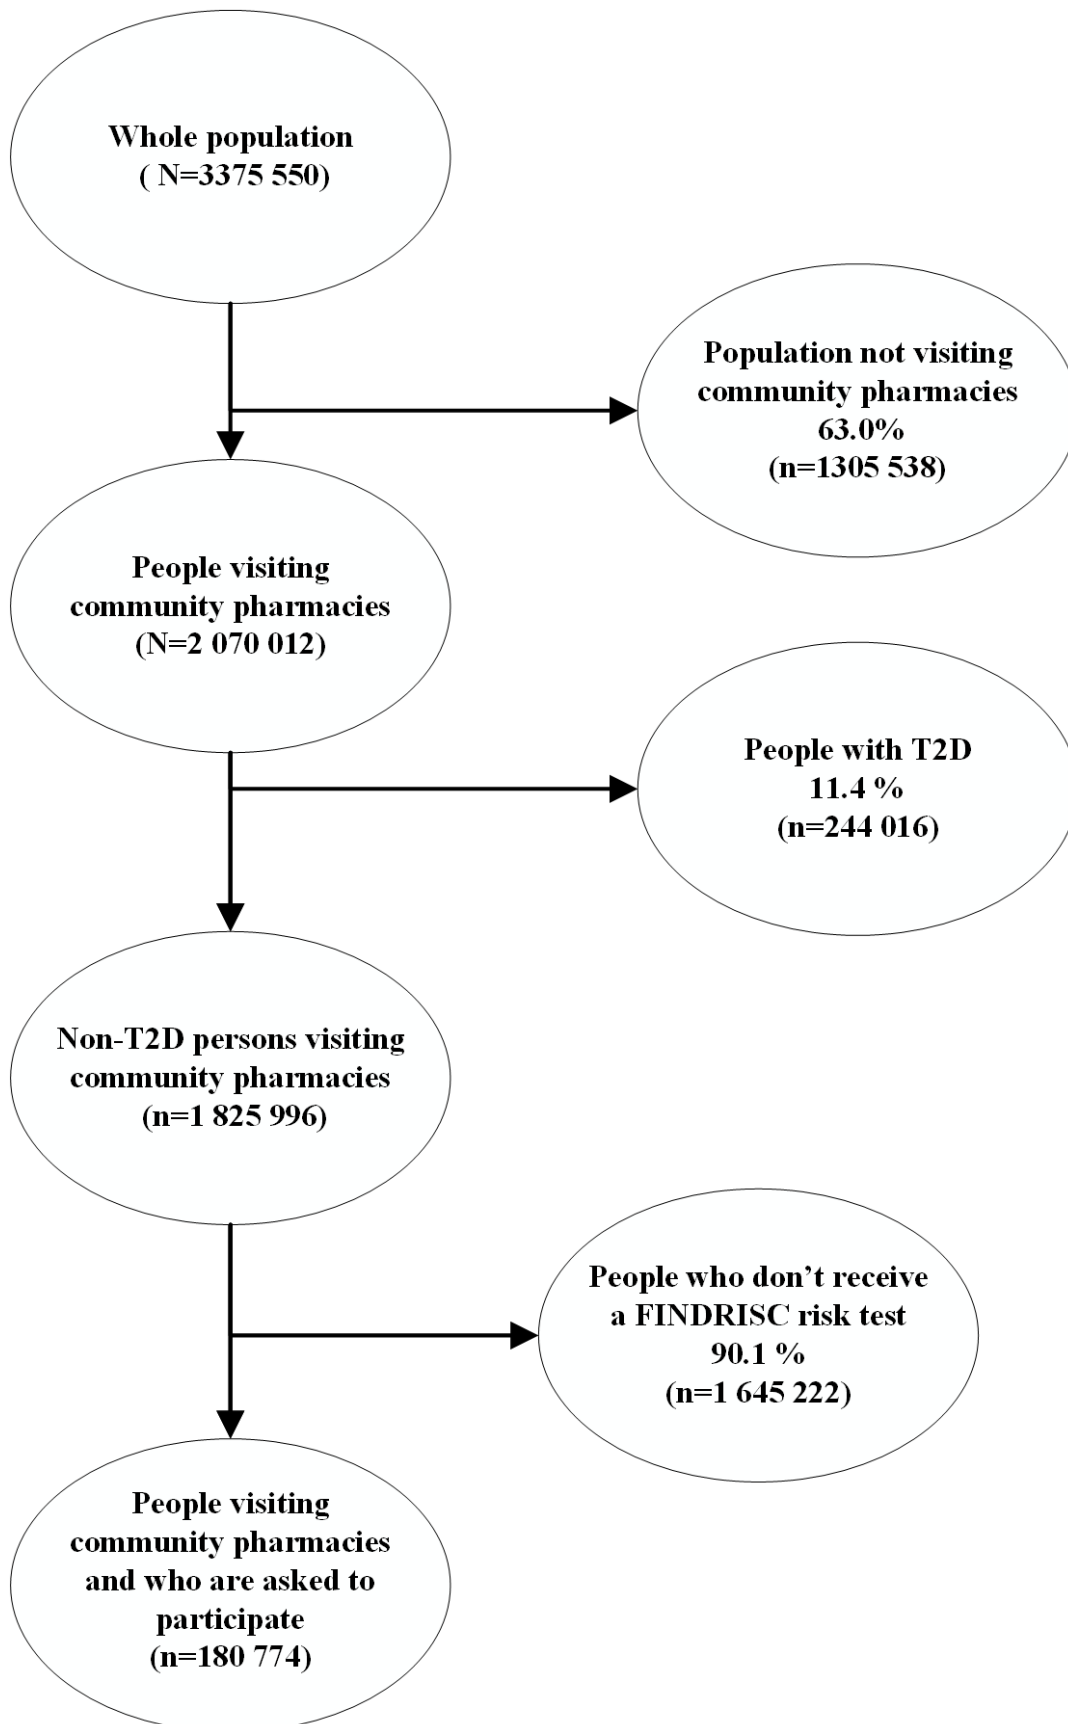 Whole population
( N=3375 550)
Population not visiting
community pharmacies
63.0%
(n=1305 538)
People visiting
community pharmacies
(N=2 070 012)
People with T2D
11.4 %
(n=244 016)
Non-T2D persons visiting
community pharmacies
(n=1 825 996)
People who don’t receive
a FINDRISC risk test
90.1 %
(n=1 645 222)
People visiting
community pharmacies
and who are asked to
participate
(n=180 774)